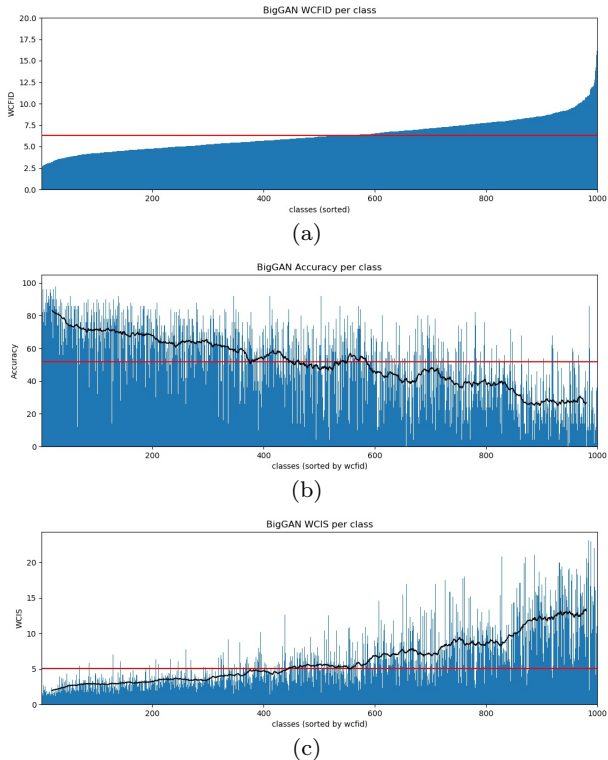 BigGAN WCFID per class
20.0
17.5
15.0
12.5
10.0
7.5
5.0
2.5
0.0
WCFID
200 400 600 800 1000
classes (sorted)
(a)
BigGAN Accuracy per class
100
80
60
40
20
0
Accuracy
200 400 600 800 1000
classes (sorted by wcfid)
(b)
BigGAN WCIS per class
20
15
10
5
0
WCIS
200 400 600 800 1000
classes (sorted by wcfid)
(c)